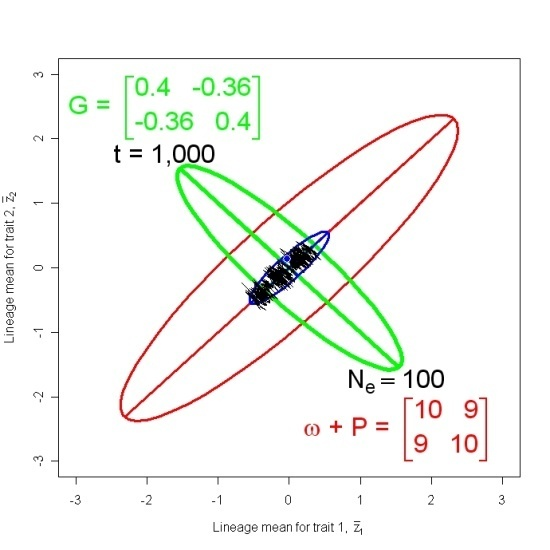 G = [0.4 -0.36
-0.36 0.4]
t = 1,000
Ne = 100
ω + P = [10 9
9 10]
Lineage mean for trait 2, z̅2
3
2
1
0
-1
-2
-3
-3 -2 -1 0 1 2 3
Lineage mean for trait 1, z̅1